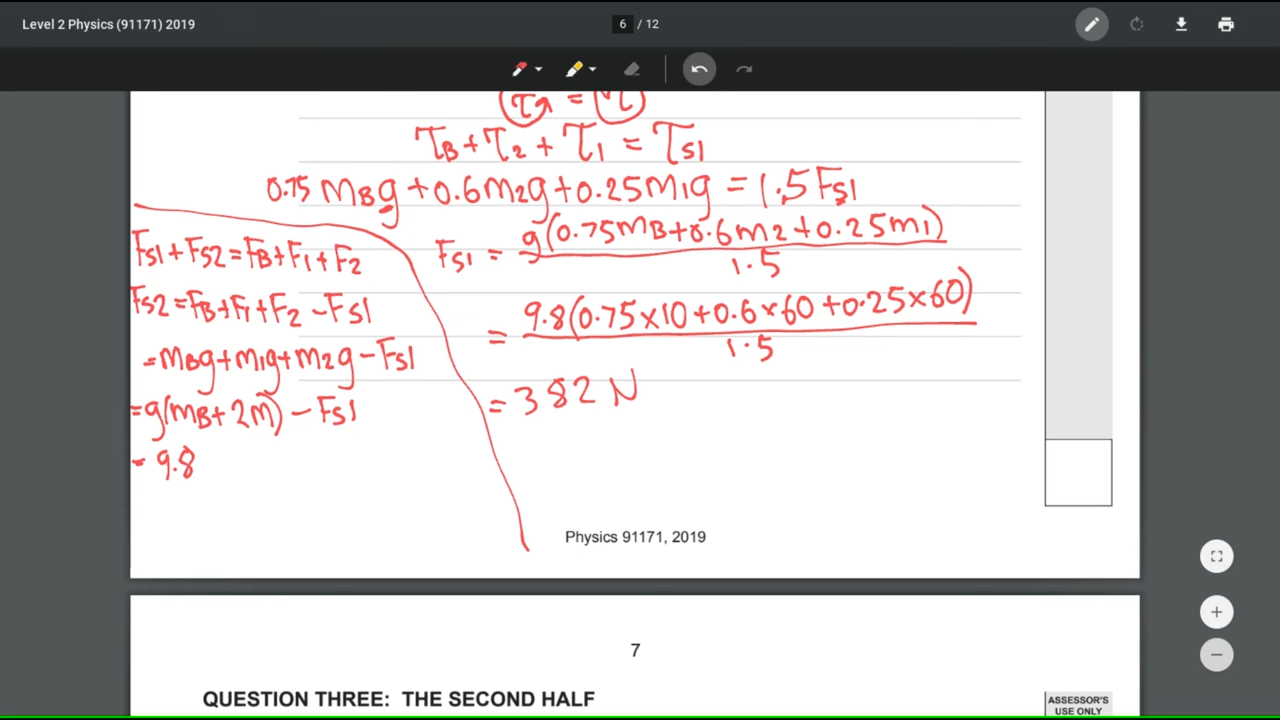 Level 2 Physics (91171) 2019
6 / 12
τB + τ2 + τ1 = τS1
0.75 mBg + 0.6m2g + 0.25m1g = 1.5 FS1
FS1 = g(0.75mB + 0.6m2 + 0.25m1)
1.5
= 9.8(0.75×10 + 0.6×60 + 0.25×60)
1.5
= 382 N
FS1 + FS2 = FB + F1 + F2
FS2 = FB + F1 + F2 - FS1
= mBg + m1g + m2g - FS1
= g(mB + 2m) - FS1
= 9.8
Physics 91171, 2019
7
QUESTION THREE: THE SECOND HALF
ASSESSOR'S
USE ONLY